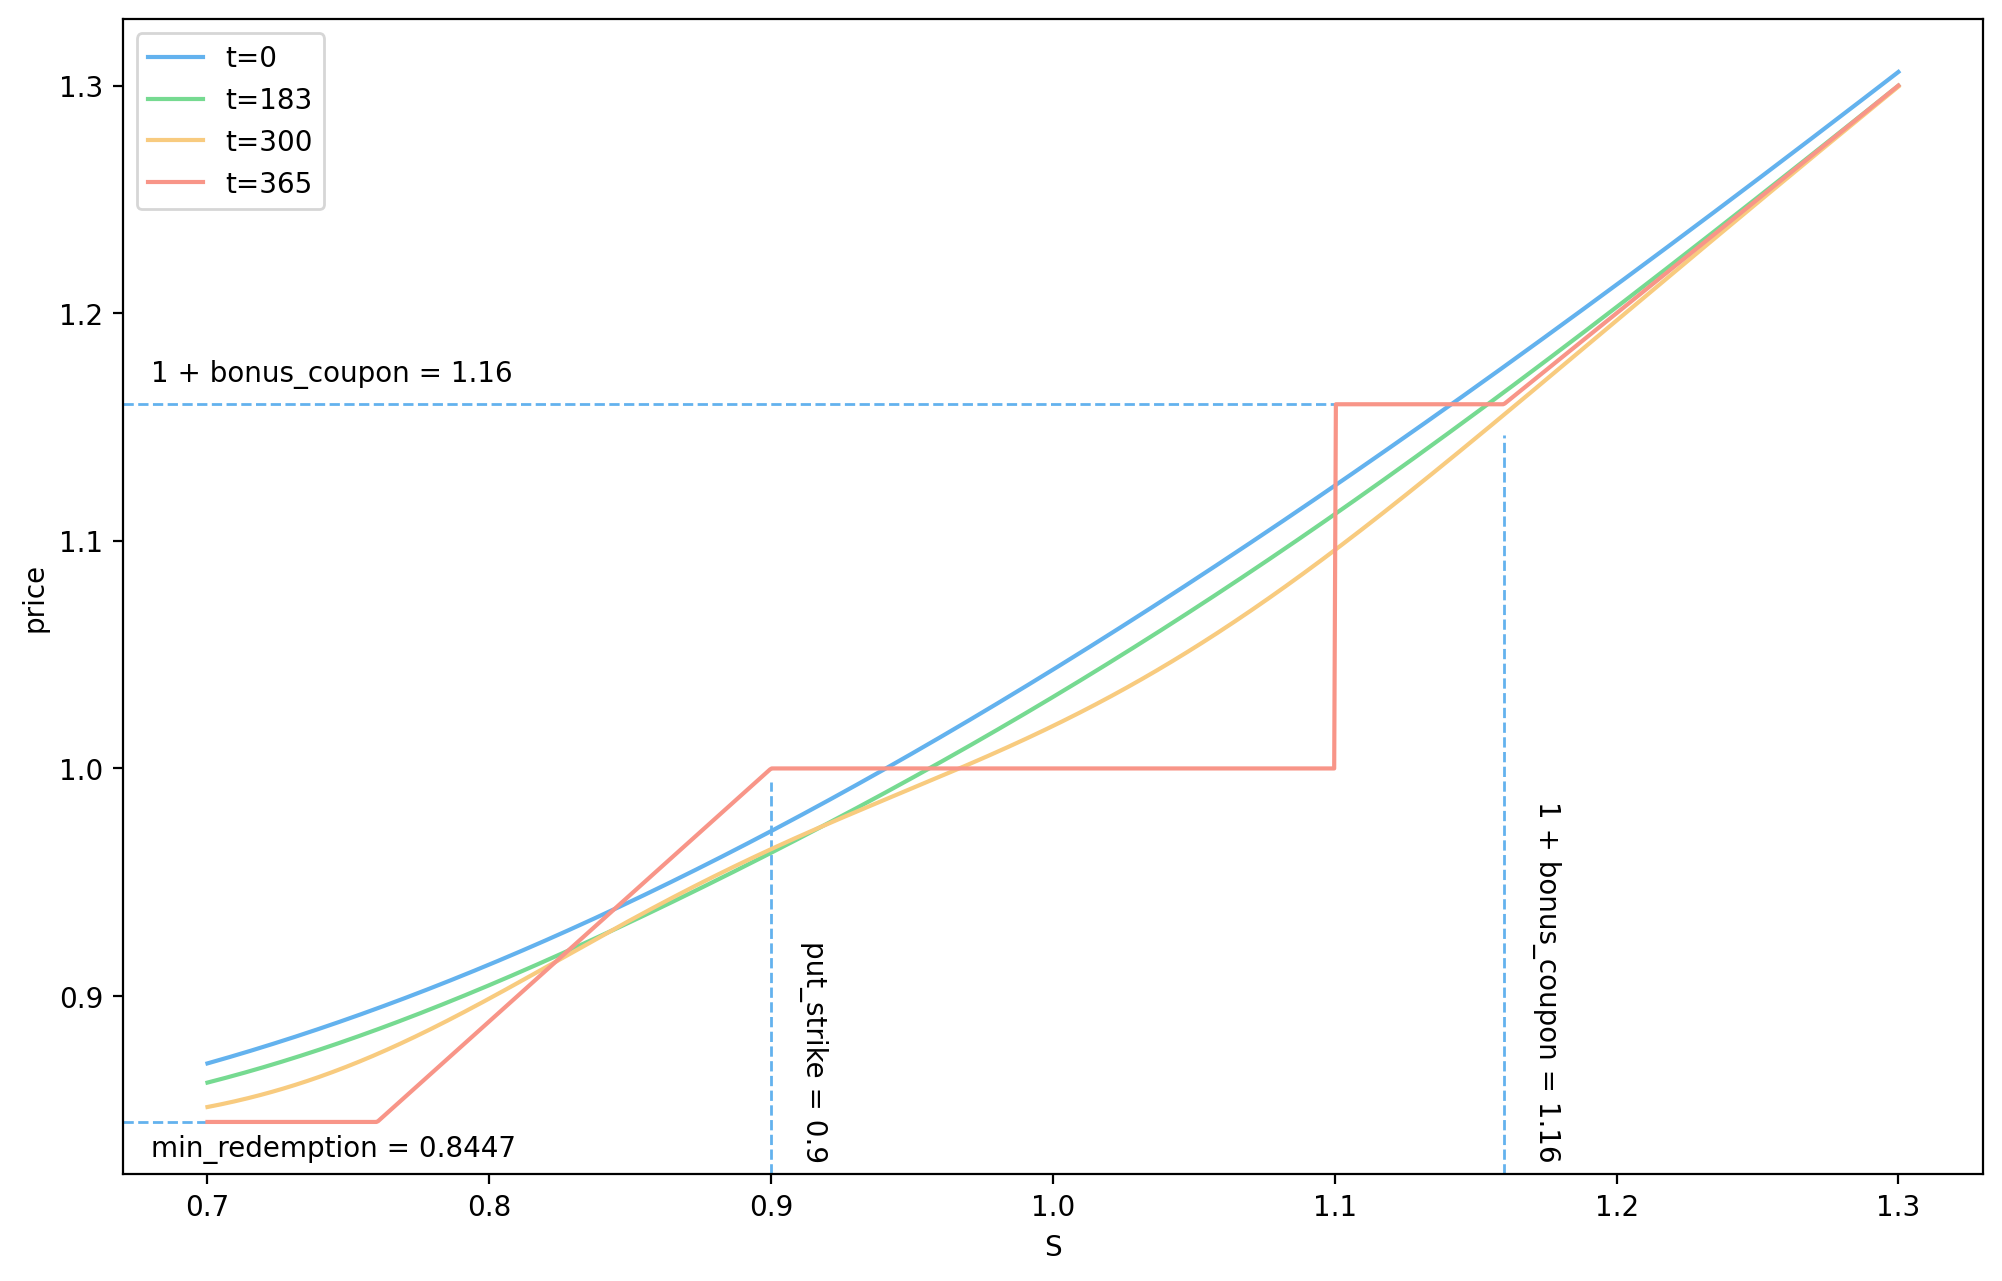 t=0
t=183
t=300
t=365
1.3
1.2
1 + bonus_coupon = 1.16
1.1
price
1.0
put_strike = 0.9
1 + bonus_coupon = 1.16
0.9
min_redemption = 0.8447
0.7 0.8 0.9 1.0 1.1 1.2 1.3
S